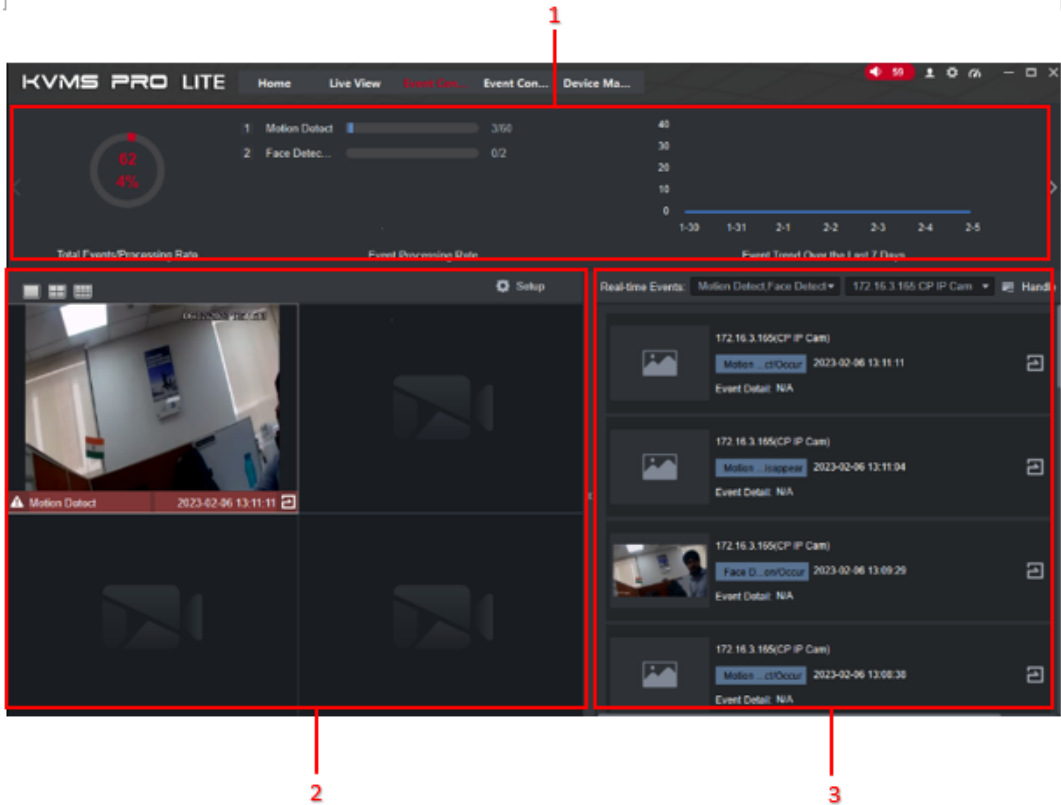 1
KVMS PRO LITE Home Live View Event Con... Event Con... Device Ma... 59
62
4%
Total Events/Processing Rate
1 Motion Detect 3/60
2 Face Detec... 0/2
Event Processing Rate
40
30
20
10
0
1-30 1-31 2-1 2-2 2-3 2-4 2-5
Event Trend Over the Last 7 Days
Setup
Motion Detect 2023-02-06 13:11:11
Real-time Events: Motion Detect,Face Detect 172.16.3.165 CP IP Cam Handle
172.16.3.165(CP IP Cam)
Motion ...ct/Occur 2023-02-06 13:11:11
Event Detail: N/A
172.16.3.165(CP IP Cam)
Motion ...isappear 2023-02-06 13:11:04
Event Detail: N/A
172.16.3.165(CP IP Cam)
Face D...on/Occur 2023-02-06 13:09:29
Event Detail: N/A
172.16.3.165(CP IP Cam)
Motion ...ct/Occur 2023-02-06 13:08:38
Event Detail: N/A
2
3